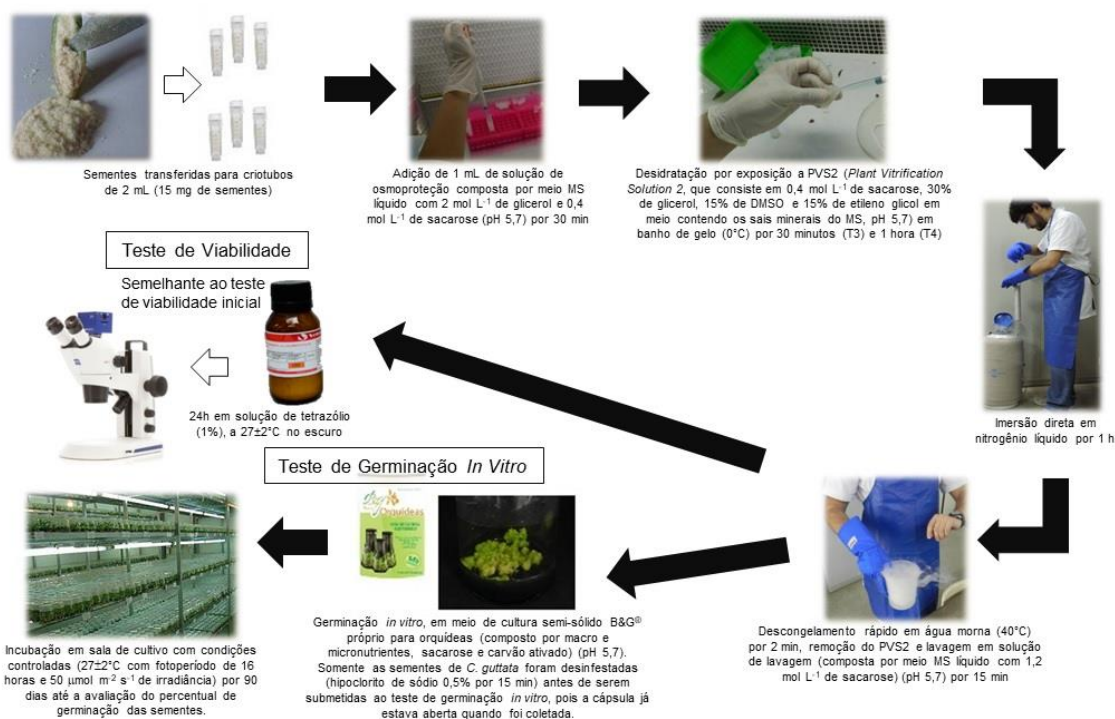 Sementes transferidas para criotubos
de 2 mL (15 mg de sementes)
Adição de 1 mL de solução de
osmoproteção composta por meio MS
líquido com 2 mol L⁻¹ de glicerol e 0,4
mol L⁻¹ de sacarose (pH 5,7) por 30 min
Desidratação por exposição a PVS2 (Plant Vitrification
Solution 2, que consiste em 0,4 mol L⁻¹ de sacarose, 30%
de glicerol, 15% de DMSO e 15% de etileno glicol em
meio contendo os sais minerais do MS, pH 5,7) em
banho de gelo (0°C) por 30 minutos (T3) e 1 hora (T4)
Imersão direta em
nitrogênio líquido por 1 h
Descongelamento rápido em água morna (40°C)
por 2 min, remoção do PVS2 e lavagem em solução
de lavagem (composta por meio MS líquido com 1,2
mol L⁻¹ de sacarose) (pH 5,7) por 15 min
Teste de Viabilidade
Semelhante ao teste
de viabilidade inicial
24h em solução de tetrazólio
(1%), a 27±2°C no escuro
Teste de Germinação In Vitro
Orquídeas
Germinação in vitro, em meio de cultura semi-sólido B&G®
próprio para orquídeas (composto por macro e
micronutrientes, sacarose e carvão ativado) (pH 5,7).
Somente as sementes de C. guttata foram desinfestadas
(hipoclorito de sódio 0,5% por 15 min) antes de serem
submetidas ao teste de germinação in vitro, pois a cápsula já
estava aberta quando foi coletada.
Incubação em sala de cultivo com condições
controladas (27±2°C com fotoperíodo de 16
horas e 50 µmol m⁻² s⁻¹ de irradiância) por 90
dias até a avaliação do percentual de
germinação das sementes.